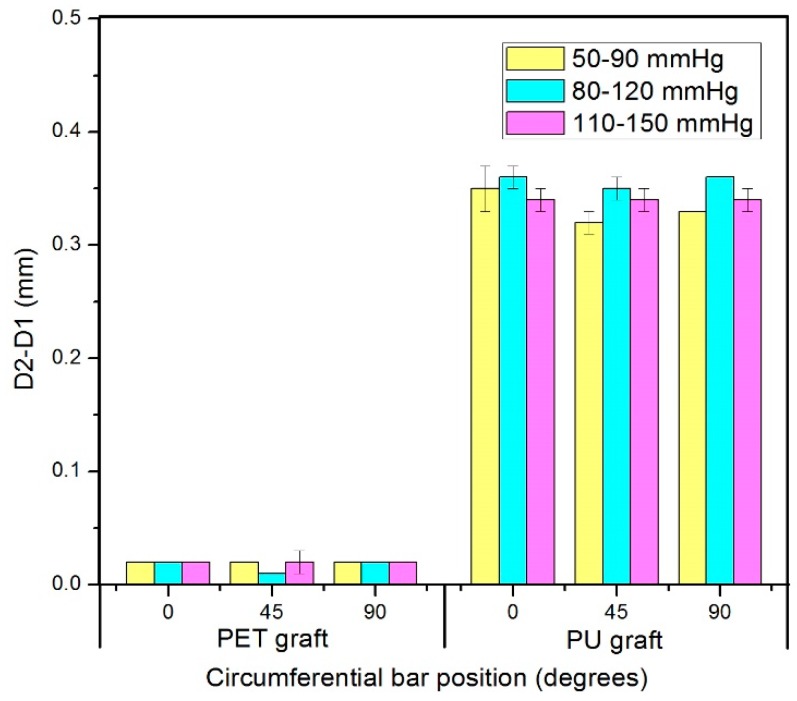 0.5
0.4
0.3
0.2
0.1
0.0
D2-D1 (mm)
50-90 mmHg
80-120 mmHg
110-150 mmHg
0 45 90 0 45 90
PET graft PU graft
Circumferential bar position (degrees)